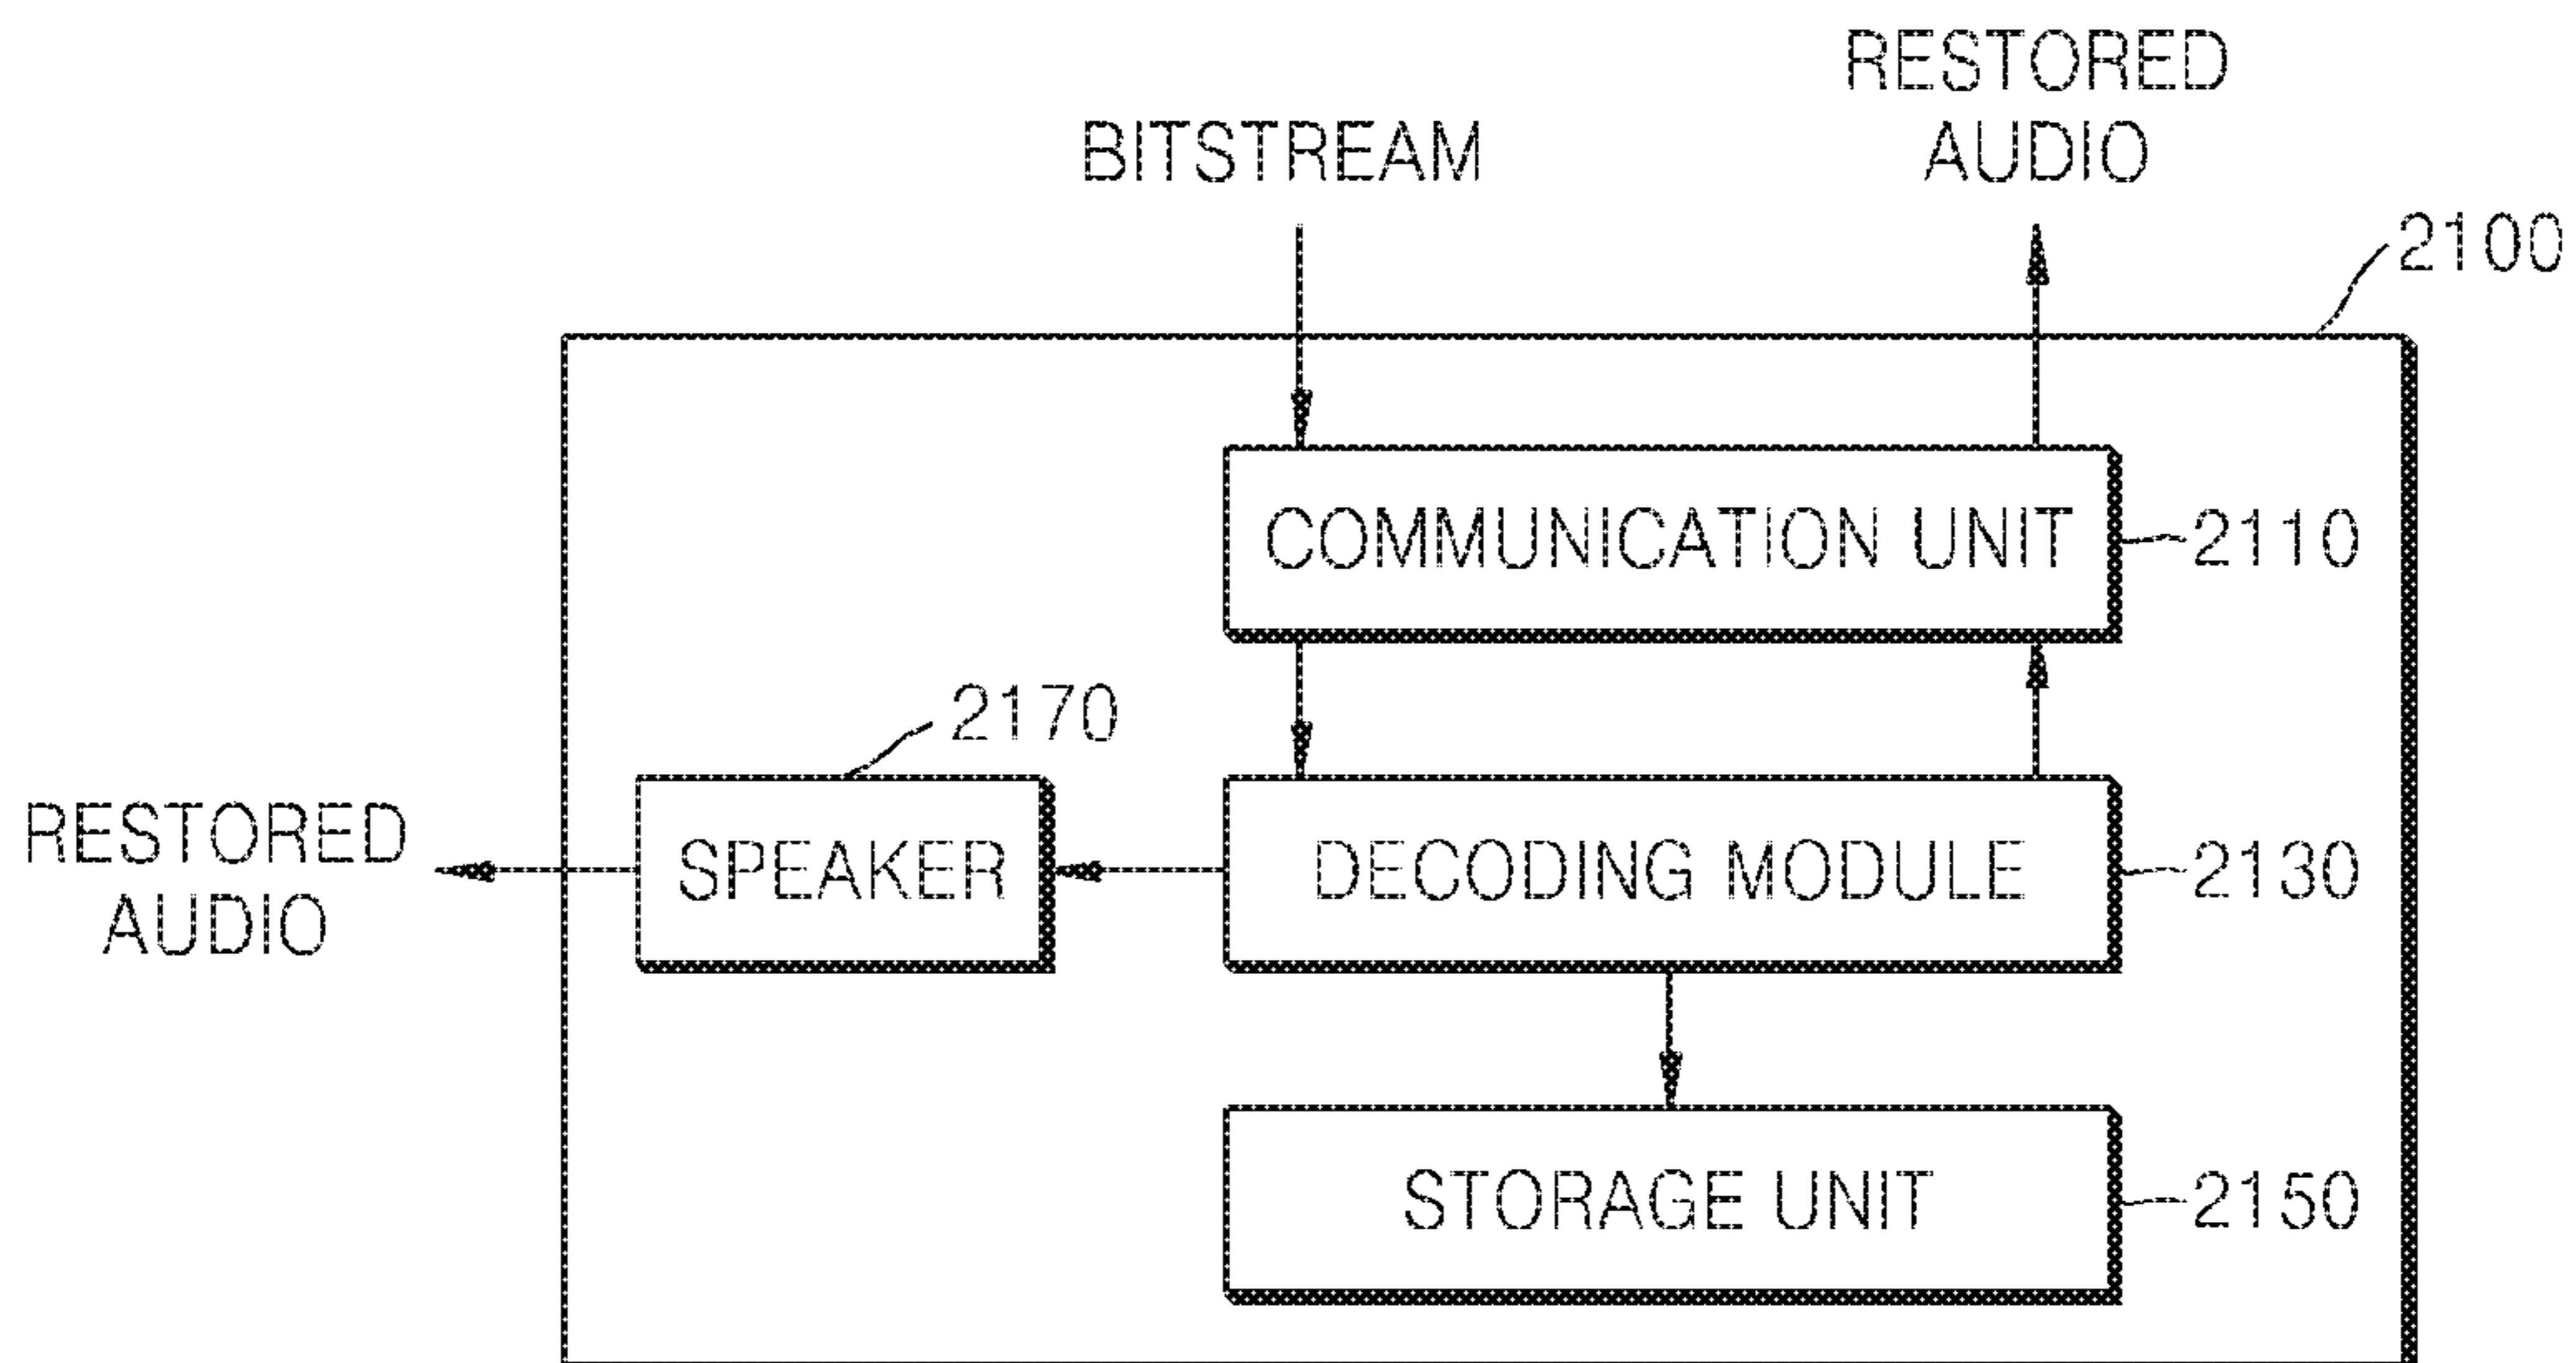 RESTORED
AUDIO
BITSTREAM
2100
COMMUNICATION UNIT
2110
2170
RESTORED
AUDIO
SPEAKER
DECODING MODULE
2130
STORAGE UNIT
2150